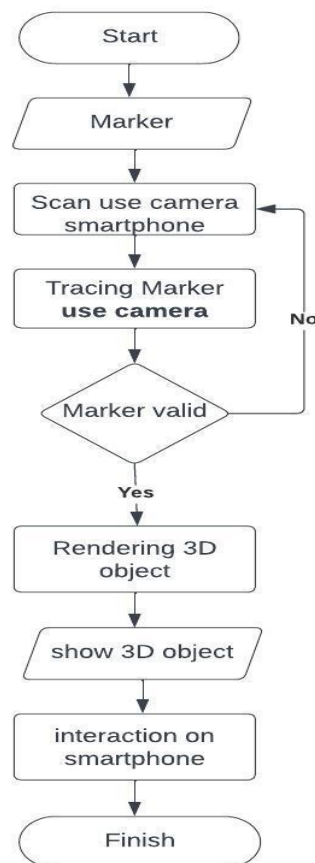 Start
Marker
Scan use camera
smartphone
Tracing Marker
use camera
No
Marker valid
Yes
Rendering 3D
object
show 3D object
interaction on
smartphone
Finish